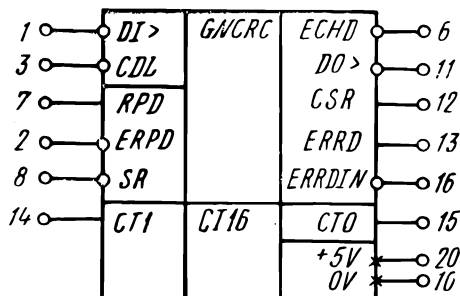 1 DI> GNCRC ECHD 6
3 CDL DO> 11
7 RPD CSR 12
2 ERPD ERRD 13
8 SR ERRDIN 16
14 CT1 CT16 CTO 15
+5V 20
0V 10